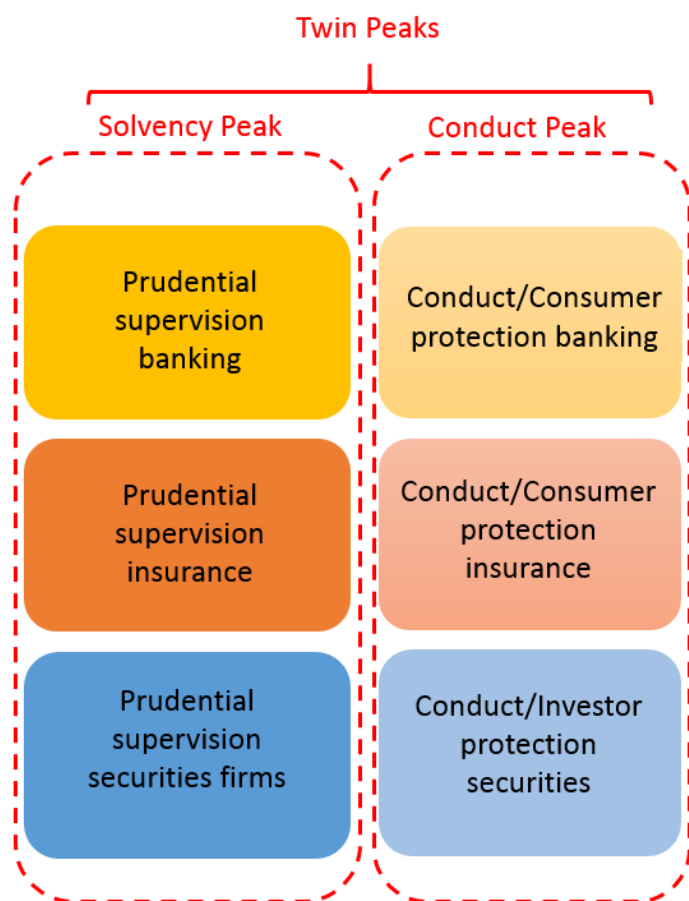 Twin Peaks
Solvency Peak
Conduct Peak
Prudential
supervision
banking
Conduct/Consumer
protection banking
Prudential
supervision
insurance
Conduct/Consumer
protection
insurance
Prudential
supervision
securities firms
Conduct/Investor
protection
securities